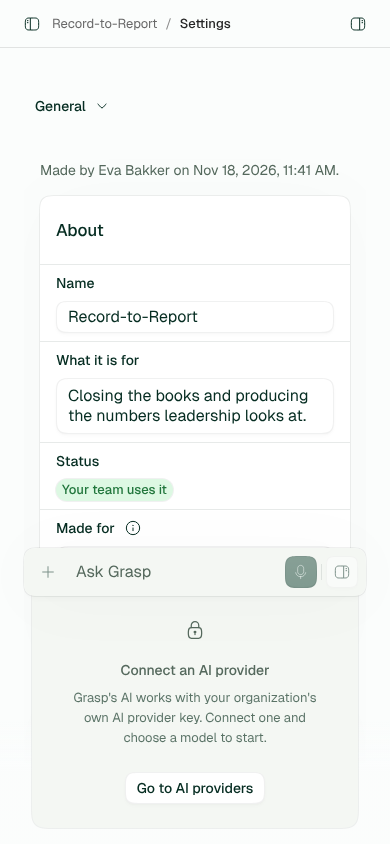 Record-to-Report / Settings
General
Made by Eva Bakker on Nov 18, 2026, 11:41 AM.
About
Name
Record-to-Report
What it is for
Closing the books and producing
the numbers leadership looks at.
Status
Your team uses it
Made for
Ask Grasp
Connect an AI provider
Grasp's AI works with your organization's
own AI provider key. Connect one and
choose a model to start.
Go to AI providers